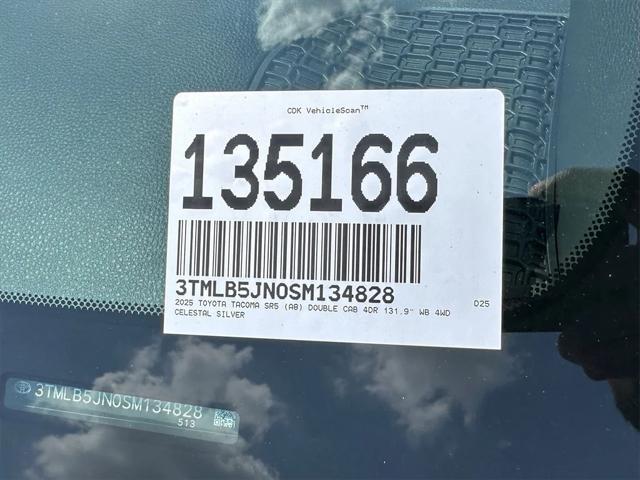 CDK VehicleScan™
135166
3TMLB5JN0SM134828
2025 TOYOTA TACOMA SR5 (A8) DOUBLE CAB 4DR 131.9" WB 4WD D25
CELESTAL SILVER
3TMLB5JN0SM134828
513